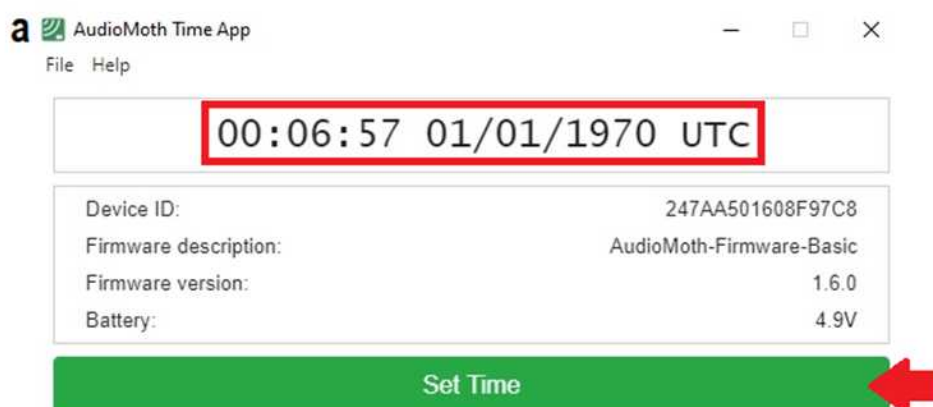 a AudioMoth Time App
File Help
00:06:57 01/01/1970 UTC
Device ID: 247AA501608F97C8
Firmware description: AudioMoth-Firmware-Basic
Firmware version: 1.6.0
Battery: 4.9V
Set Time